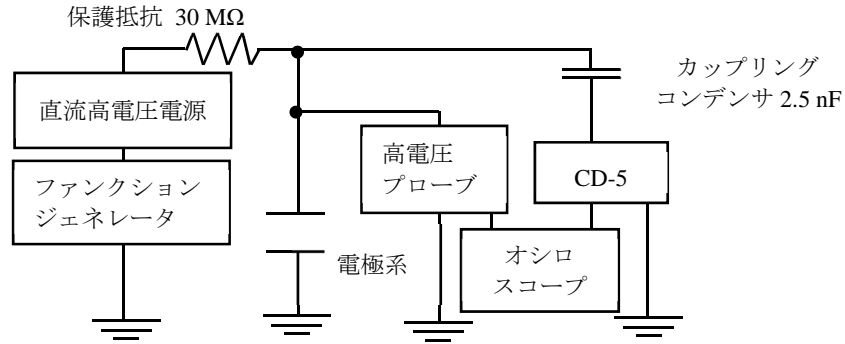 保護抵抗 30 MΩ
直流高電圧電源
ファンクション
ジェネレータ
電極系
高電圧
プローブ
オシロ
スコープ
CD-5
カップリング
コンデンサ 2.5 nF